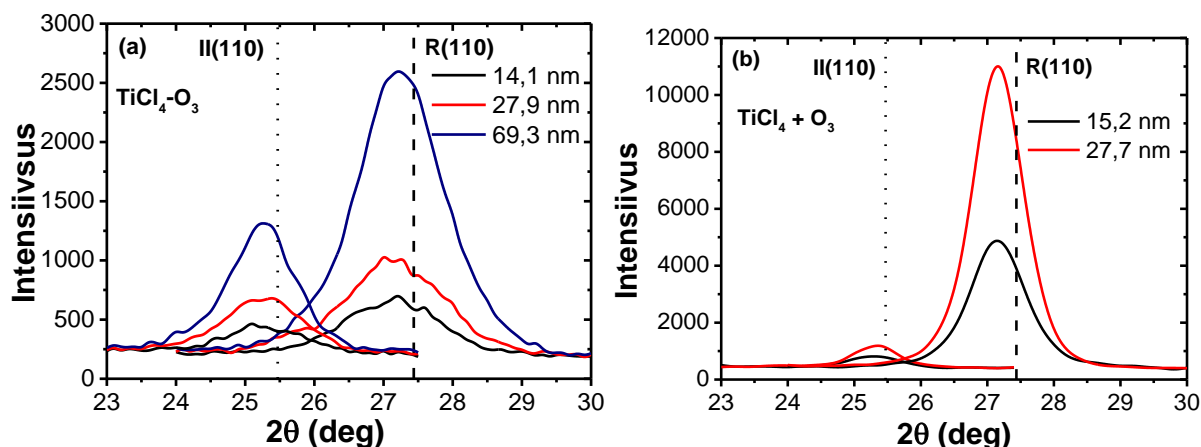 (a)
II(110)
R(110)
TiCl₄-O₃
14,1 nm
27,9 nm
69,3 nm
Intensiivsus
3000
2500
2000
1500
1000
500
0
23 24 25 26 27 28 29 30
2θ (deg)
(b)
II(110)
R(110)
TiCl₄ + O₃
15,2 nm
27,7 nm
Intensiivus
12000
10000
8000
6000
4000
2000
0
23 24 25 26 27 28 29 30
2θ (deg)